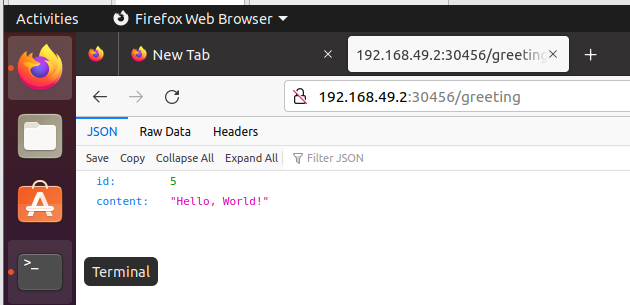 Activities Firefox Web Browser
New Tab 192.168.49.2:30456/greeting
192.168.49.2:30456/greeting
JSON Raw Data Headers
Save Copy Collapse All Expand All Filter JSON
id: 5
content: "Hello, World!"
Terminal